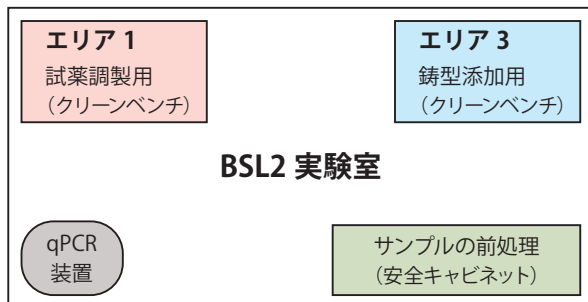 エリア 1
試薬調製用
(クリーンベンチ)
エリア 3
鋳型添加用
(クリーンベンチ)
BSL2 実験室
qPCR
装置
サンプルの前処理
(安全キャビネット)